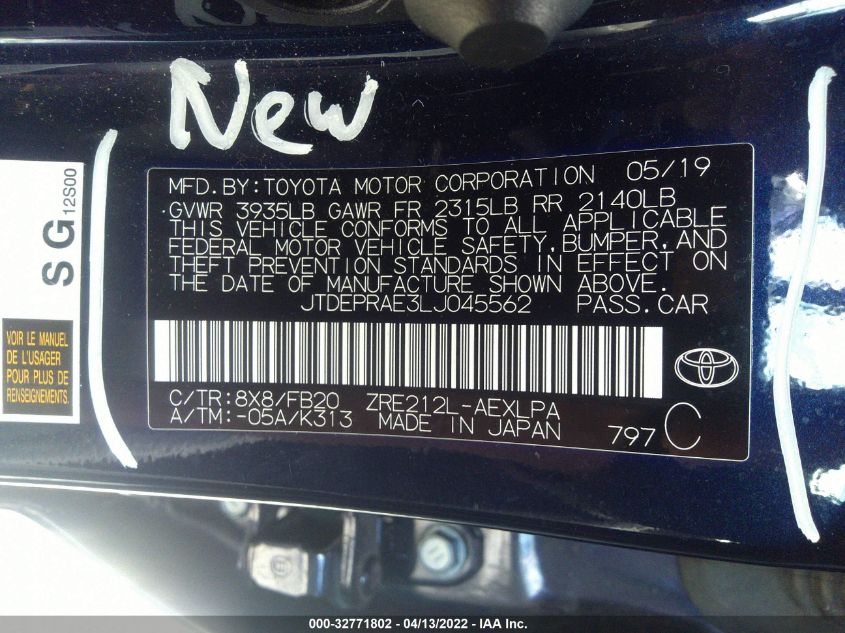 New
SG 12S00
VOIR LE MANUEL
DE L'USAGER
POUR PLUS DE
RENSEIGNEMENTS.
MFD. BY: TOYOTA MOTOR CORPORATION 05/19
GVWR 3935LB GAWR FR 2315LB RR 2140LB
THIS VEHICLE CONFORMS TO ALL APPLICABLE
FEDERAL MOTOR VEHICLE SAFETY, BUMPER, AND
THEFT PREVENTION STANDARDS IN EFFECT ON
THE DATE OF MANUFACTURE SHOWN ABOVE.
JTDEPRAE3LJ045562 PASS. CAR
C/TR: 8X8/FB20 ZRE212L-AEXLPA
A/TM: -05A/K313 MADE IN JAPAN 797 C
000-32771802 - 04/13/2022 - IAA Inc.